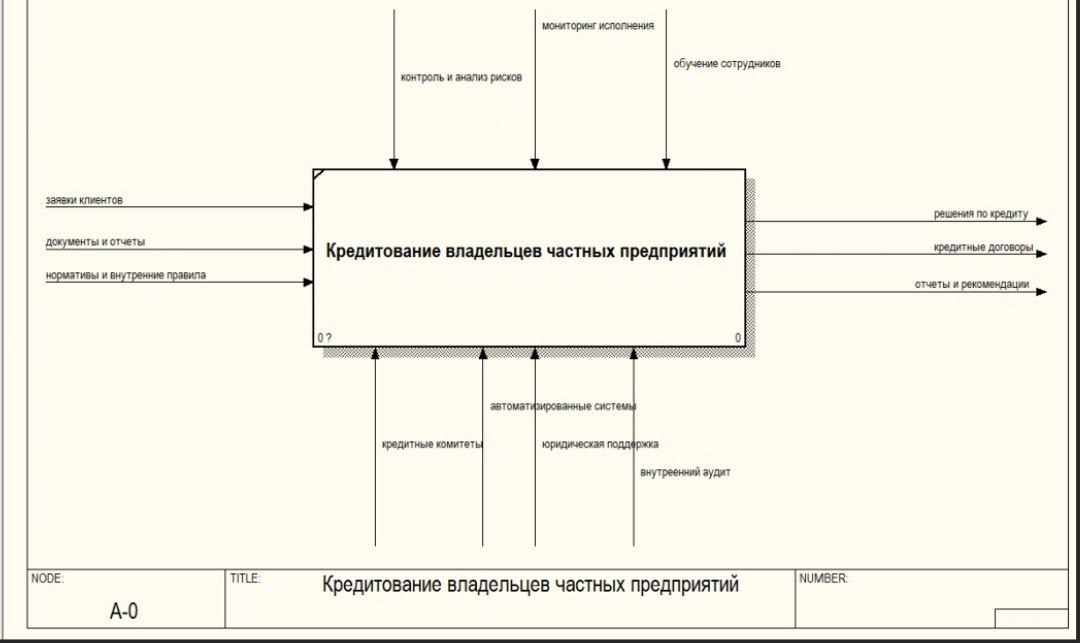 мониторинг исполнения
обучение сотрудников
контроль и анализ рисков
заявки клиентов
документы и отчеты
нормативы и внутренние правила
Кредитование владельцев частных предприятий
0 ?
0
решения по кредиту
кредитные договоры
отчеты и рекомендации
автоматизированные системы
кредитные комитеты
юридическая поддержка
внутреенний аудит
NODE:
A-0
TITLE:
Кредитование владельцев частных предприятий
NUMBER: